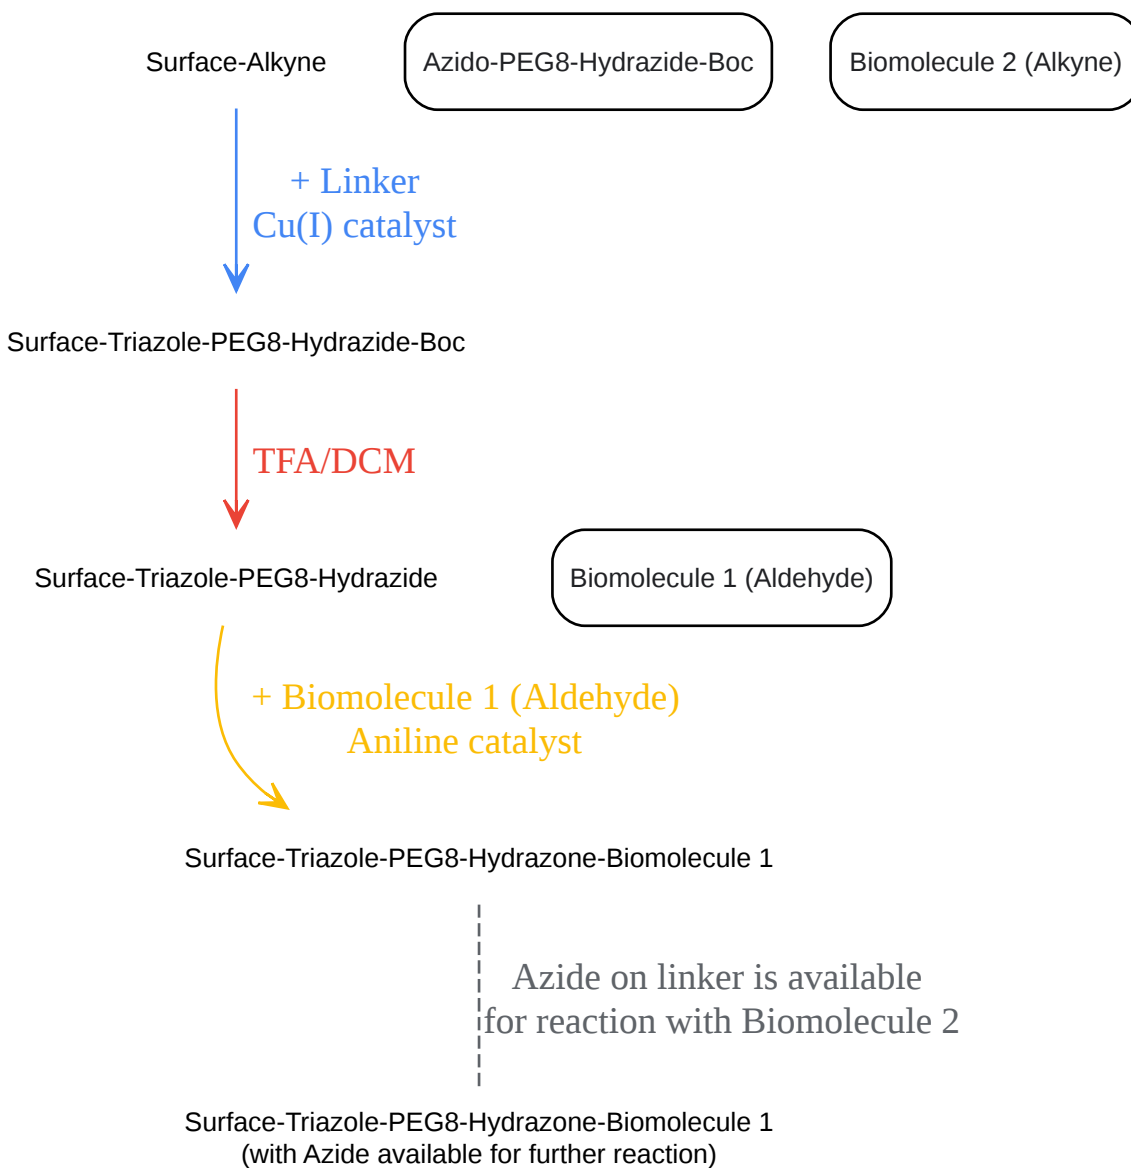 Surface-Alkyne
Azido-PEG8-Hydrazide-Boc
Biomolecule 2 (Alkyne)
+ Linker
Cu(I) catalyst
Surface-Triazole-PEG8-Hydrazide-Boc
TFA/DCM
Surface-Triazole-PEG8-Hydrazide
Biomolecule 1 (Aldehyde)
+ Biomolecule 1 (Aldehyde)
Aniline catalyst
Surface-Triazole-PEG8-Hydrazone-Biomolecule 1
Azide on linker is available
for reaction with Biomolecule 2
Surface-Triazole-PEG8-Hydrazone-Biomolecule 1
(with Azide available for further reaction)